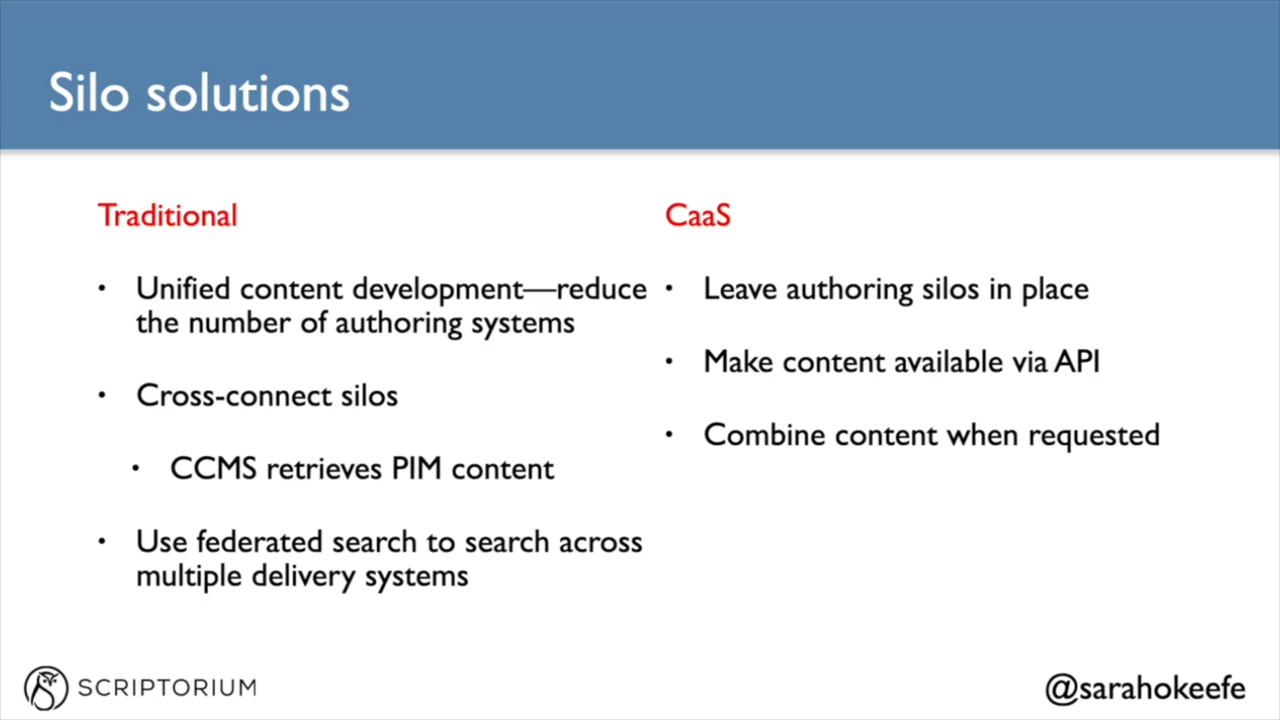 Silo solutions
Traditional
• Unified content development—reduce
the number of authoring systems
• Cross-connect silos
• CCMS retrieves PIM content
• Use federated search to search across
multiple delivery systems
CaaS
• Leave authoring silos in place
• Make content available via API
• Combine content when requested
SCRIPTORIUM
@sarahokeefe